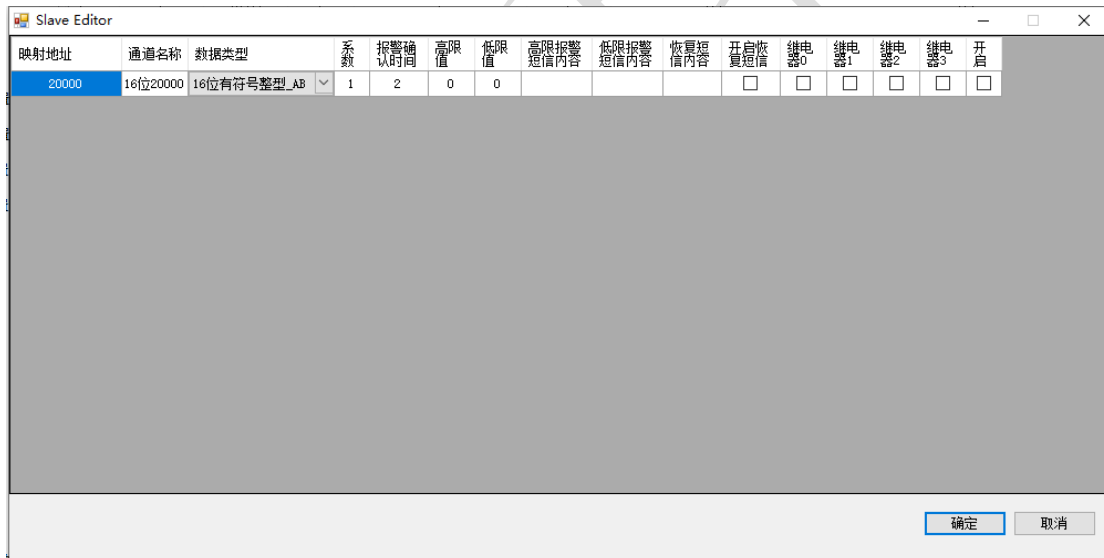 Slave Editor
映射地址 通道名称 数据类型 系数 报警确认时间 高限值 低限值 高限报警短信内容 低限报警短信内容 恢复短信内容 开启恢复短信 继电器0 继电器1 继电器2 继电器3 开启
20000 16位20000 16位有符号整型_AB 1 2 0 0
确定 取消